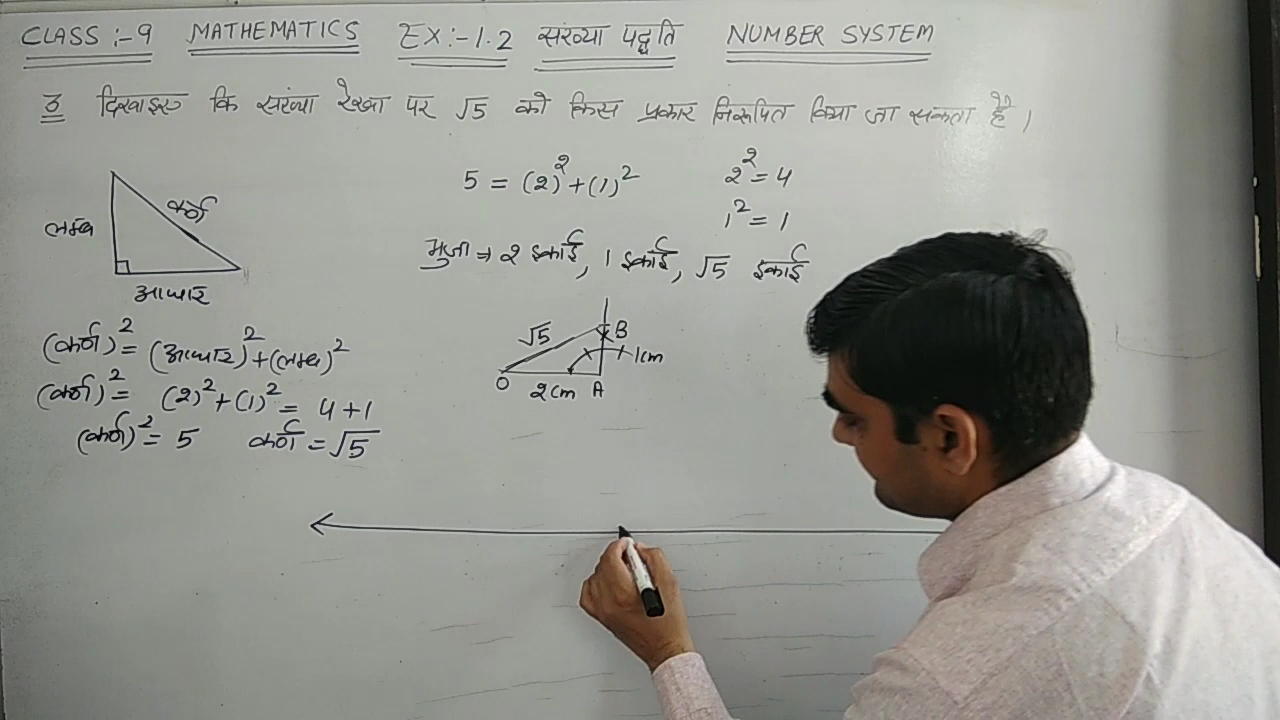 CLASS :- 9 MATHEMATICS EX:- 1.2 संख्या पद्धति NUMBER SYSTEM
3 दिखाइए कि संख्या रेखा पर √5 को किस प्रकार निरूपित किया जा सकता है।
5 = (2)² + (1)² 2² = 4
1² = 1
भुजा ⇒ 2 इकाई, 1 इकाई, √5 इकाई
लम्ब कर्ण
आधार
(कर्ण)² = (आधार)² + (लम्ब)²
(कर्ण)² = (2)² + (1)² = 4 + 1
(कर्ण)² = 5 कर्ण = √5
√5 B
1cm
O 2cm A